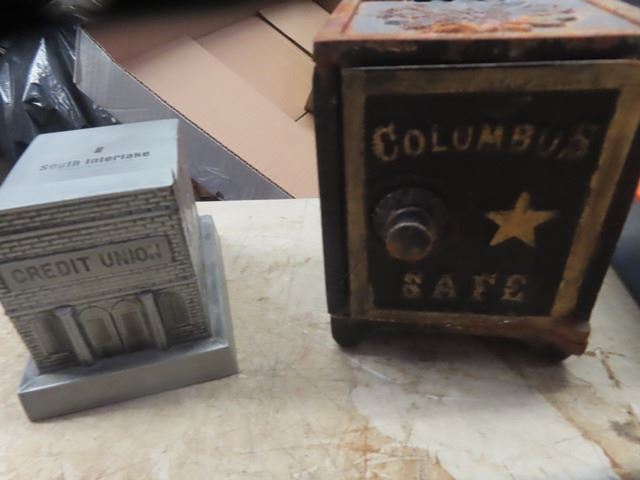 South Interlake
CREDIT UNION
COLUMBUS
SAFE